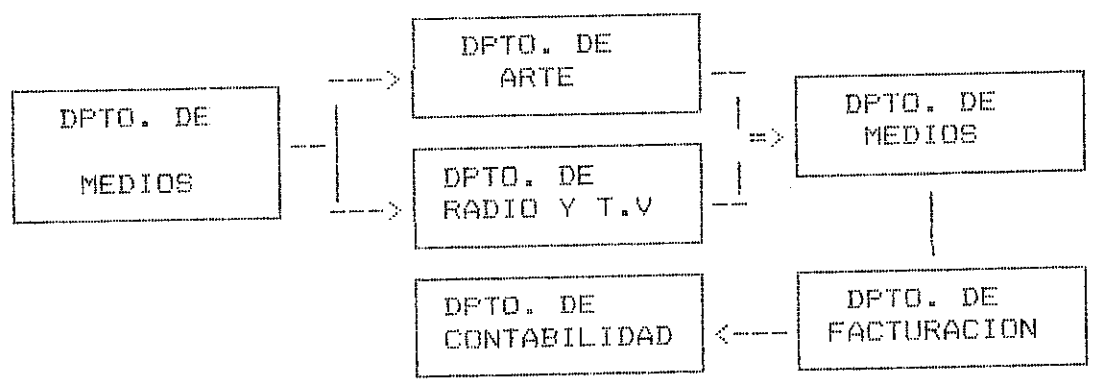 DPTO. DE
MEDIOS
DPTO. DE
ARTE
DPTO. DE
RADIO Y T.V
DPTO. DE
MEDIOS
DPTO. DE
FACTURACION
DPTO. DE
CONTABILIDAD